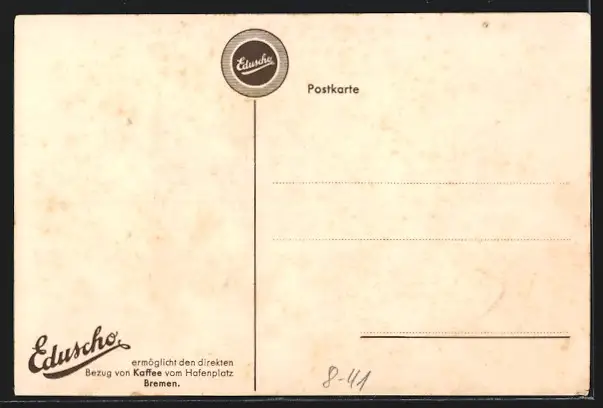 Eduscho
Postkarte
Eduscho
ermöglicht den direkten
Bezug von Kaffee vom Hafenplatz
Bremen.
8-41